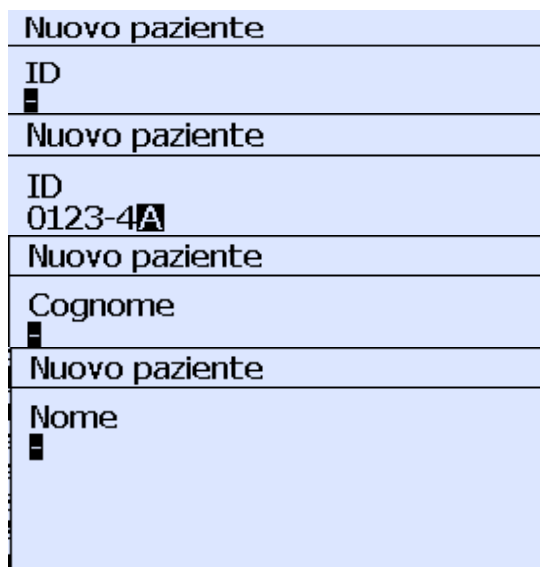 Nuovo paziente
ID
-
Nuovo paziente
ID
0123-4A
Nuovo paziente
Cognome
-
Nuovo paziente
Nome
-